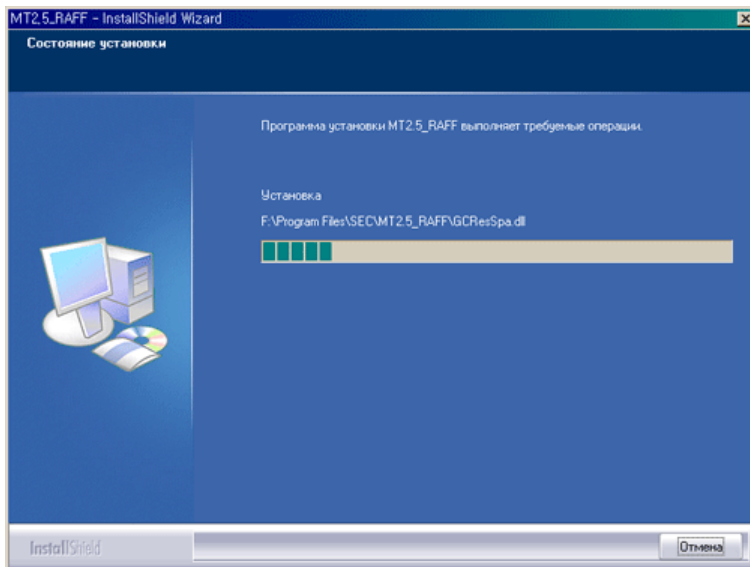 MT2.5_RAFF - InstallShield Wizard
Состояние установки
Программа установки MT2.5_RAFF выполняет требуемые операции.
Установка
F:\Program Files\SEC\MT2.5_RAFF\GCResSpa.dll
InstallShield
Отмена